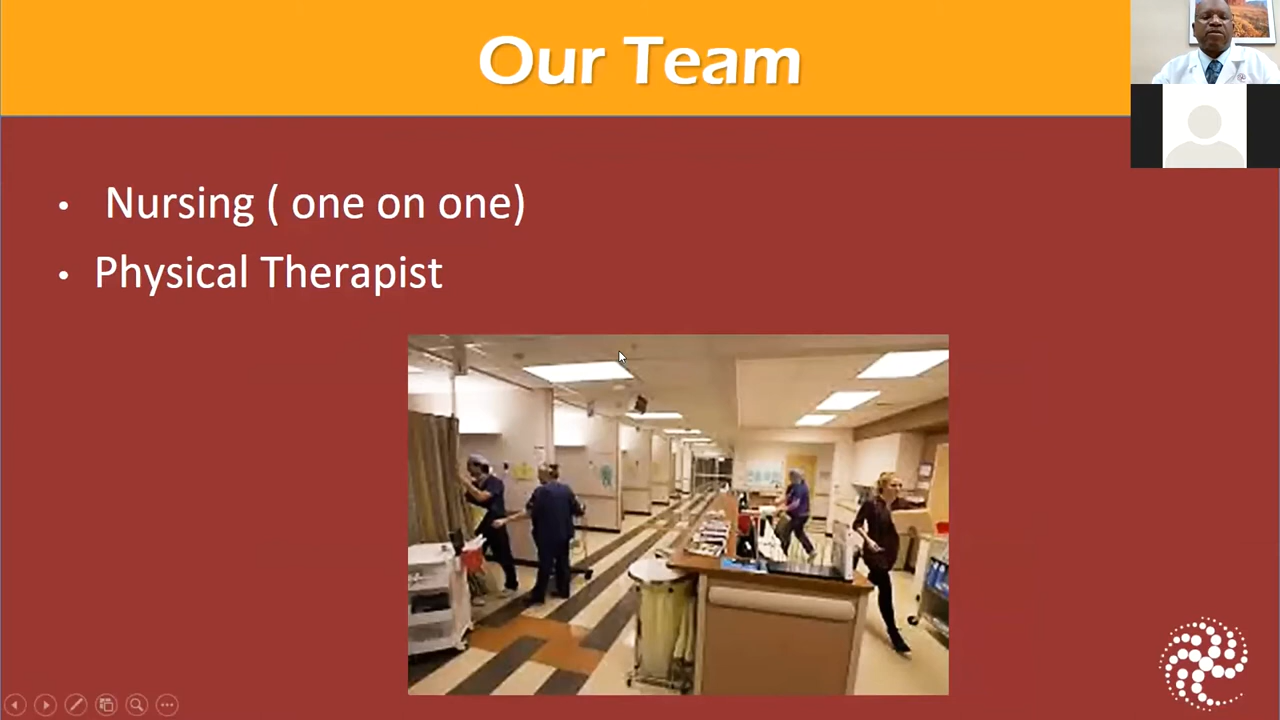 Our Team
• Nursing ( one on one)
• Physical Therapist